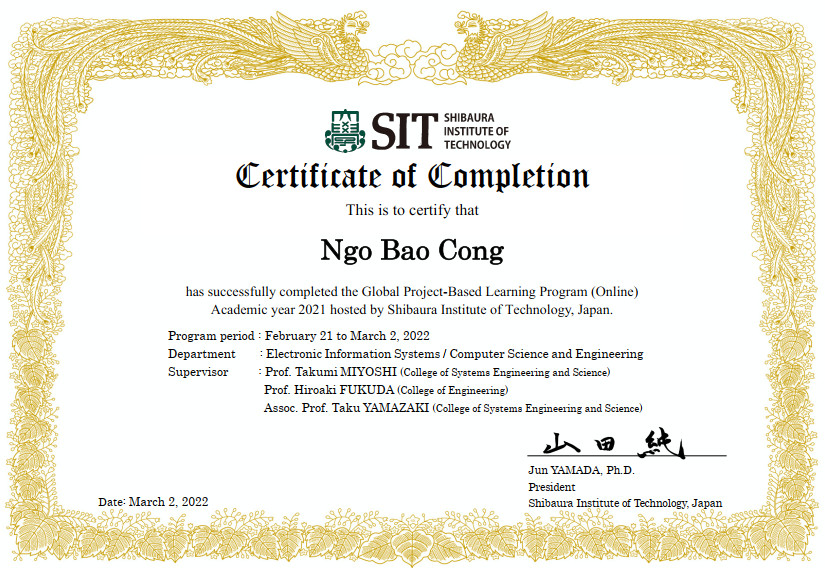 SIT SHIBAURA
INSTITUTE OF
TECHNOLOGY
Certificate of Completion
This is to certify that
Ngo Bao Cong
has successfully completed the Global Project-Based Learning Program (Online)
Academic year 2021 hosted by Shibaura Institute of Technology, Japan.
Program period : February 21 to March 2, 2022
Department : Electronic Information Systems / Computer Science and Engineering
Supervisor : Prof. Takumi MIYOSHI (College of Systems Engineering and Science)
Prof. Hiroaki FUKUDA (College of Engineering)
Assoc. Prof. Taku YAMAZAKI (College of Systems Engineering and Science)
山田 純
Jun YAMADA, Ph.D.
President
Shibaura Institute of Technology, Japan
Date: March 2, 2022